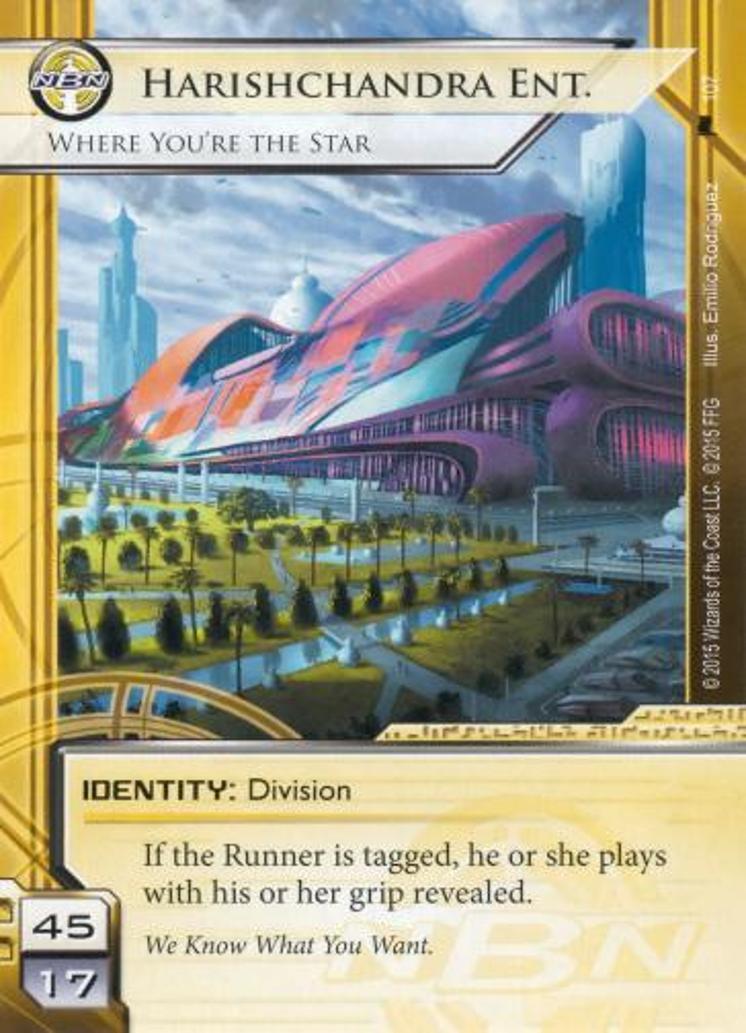 NBN
HARISHCHANDRA ENT.
WHERE YOU'RE THE STAR
107
Illus. Emilio Rodriguez
© 2015 Wizards of the Coast LLC. © 2015 FFG
IDENTITY: Division
If the Runner is tagged, he or she plays
with his or her grip revealed.
We Know What You Want.
45
17
NBN